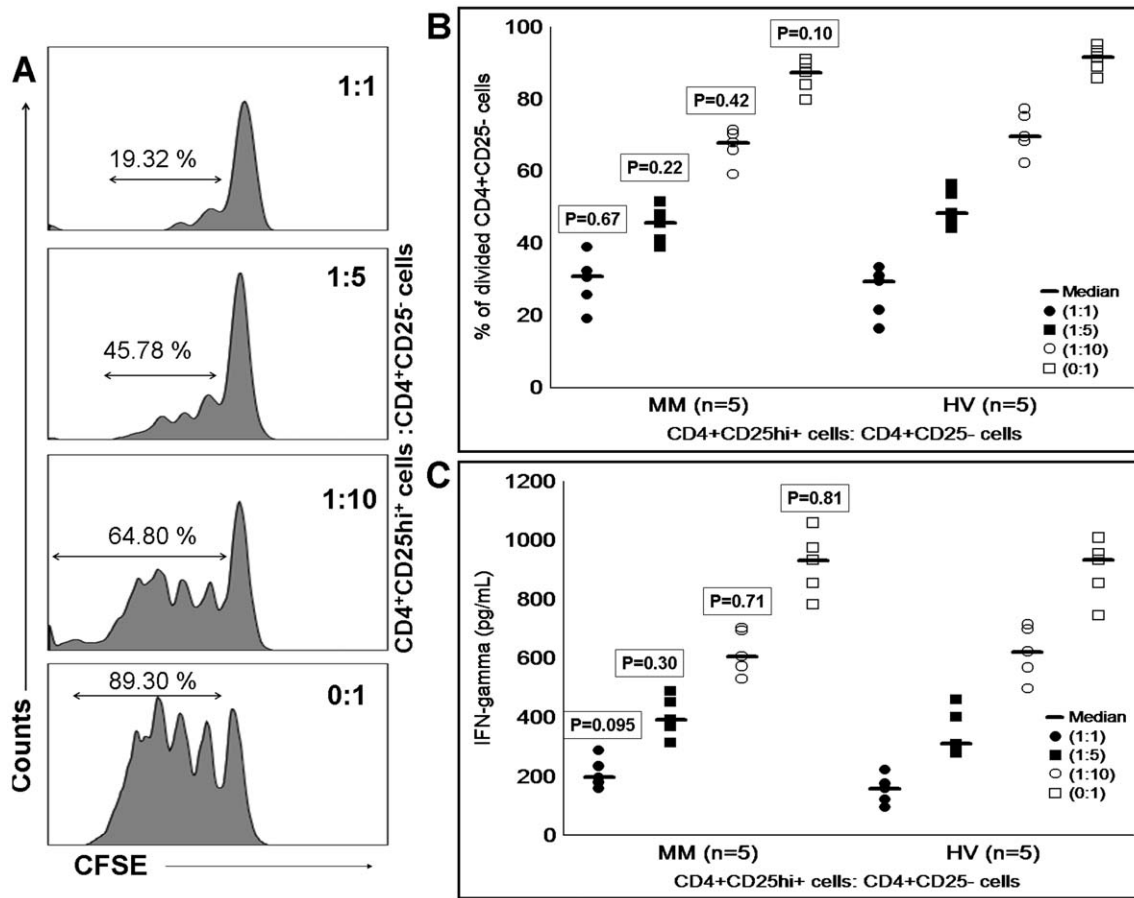 A
1:1
19.32 %
1:5
45.78 %
1:10
64.80 %
0:1
89.30 %
Counts
CFSE
CD4⁺CD25hi⁺ cells :CD4⁺CD25⁻ cells
B
% of divided CD4+CD25- cells
100
80
60
40
20
0
P=0.67
P=0.22
P=0.42
P=0.10
Median
(1:1)
(1:5)
(1:10)
(0:1)
MM (n=5)
HV (n=5)
CD4+CD25hi+ cells: CD4+CD25- cells
C
IFN-gamma (pg/mL)
1200
1000
800
600
400
200
0
P=0.095
P=0.30
P=0.71
P=0.81
Median
(1:1)
(1:5)
(1:10)
(0:1)
MM (n=5)
HV (n=5)
CD4+CD25hi+ cells: CD4+CD25- cells